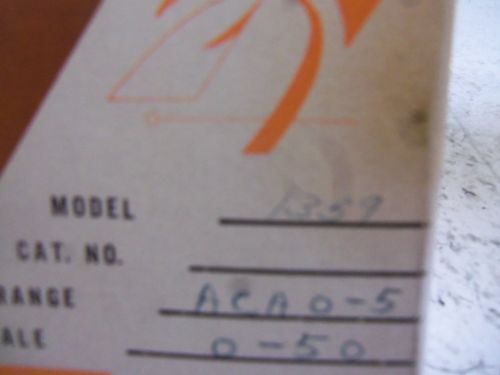 MODEL 1359
CAT. NO.
RANGE ACA 0-5
ALE 0-50